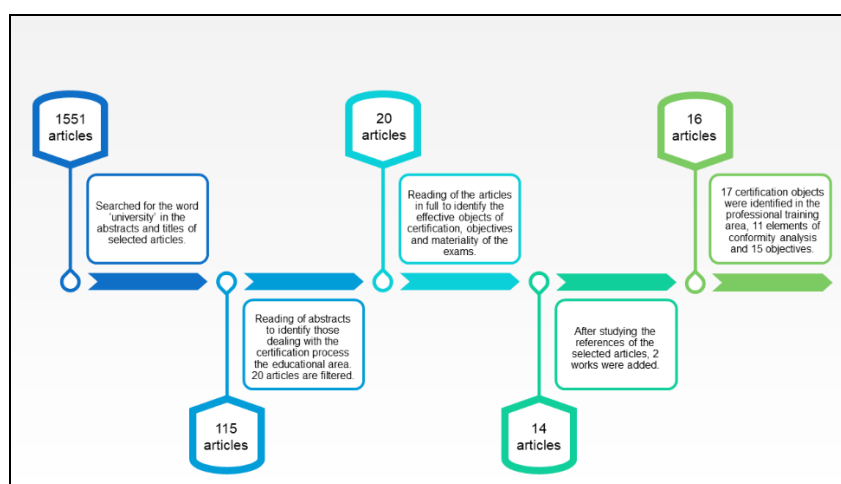 1551
articles
Searched for the word
'university' in the
abstracts and titles of
selected articles.
Reading of abstracts
to identify those
dealing with the
certification process
the educational area.
20 articles are filtered.
115
articles
20
articles
Reading of the articles
in full to identify the
effective objects of
certification, objectives
and materiality of the
exams.
After studying the
references of the
selected articles, 2
works were added.
14
articles
16
articles
17 certification objects
were identified in the
professional training
area, 11 elements of
conformity analysis
and 15 objectives.